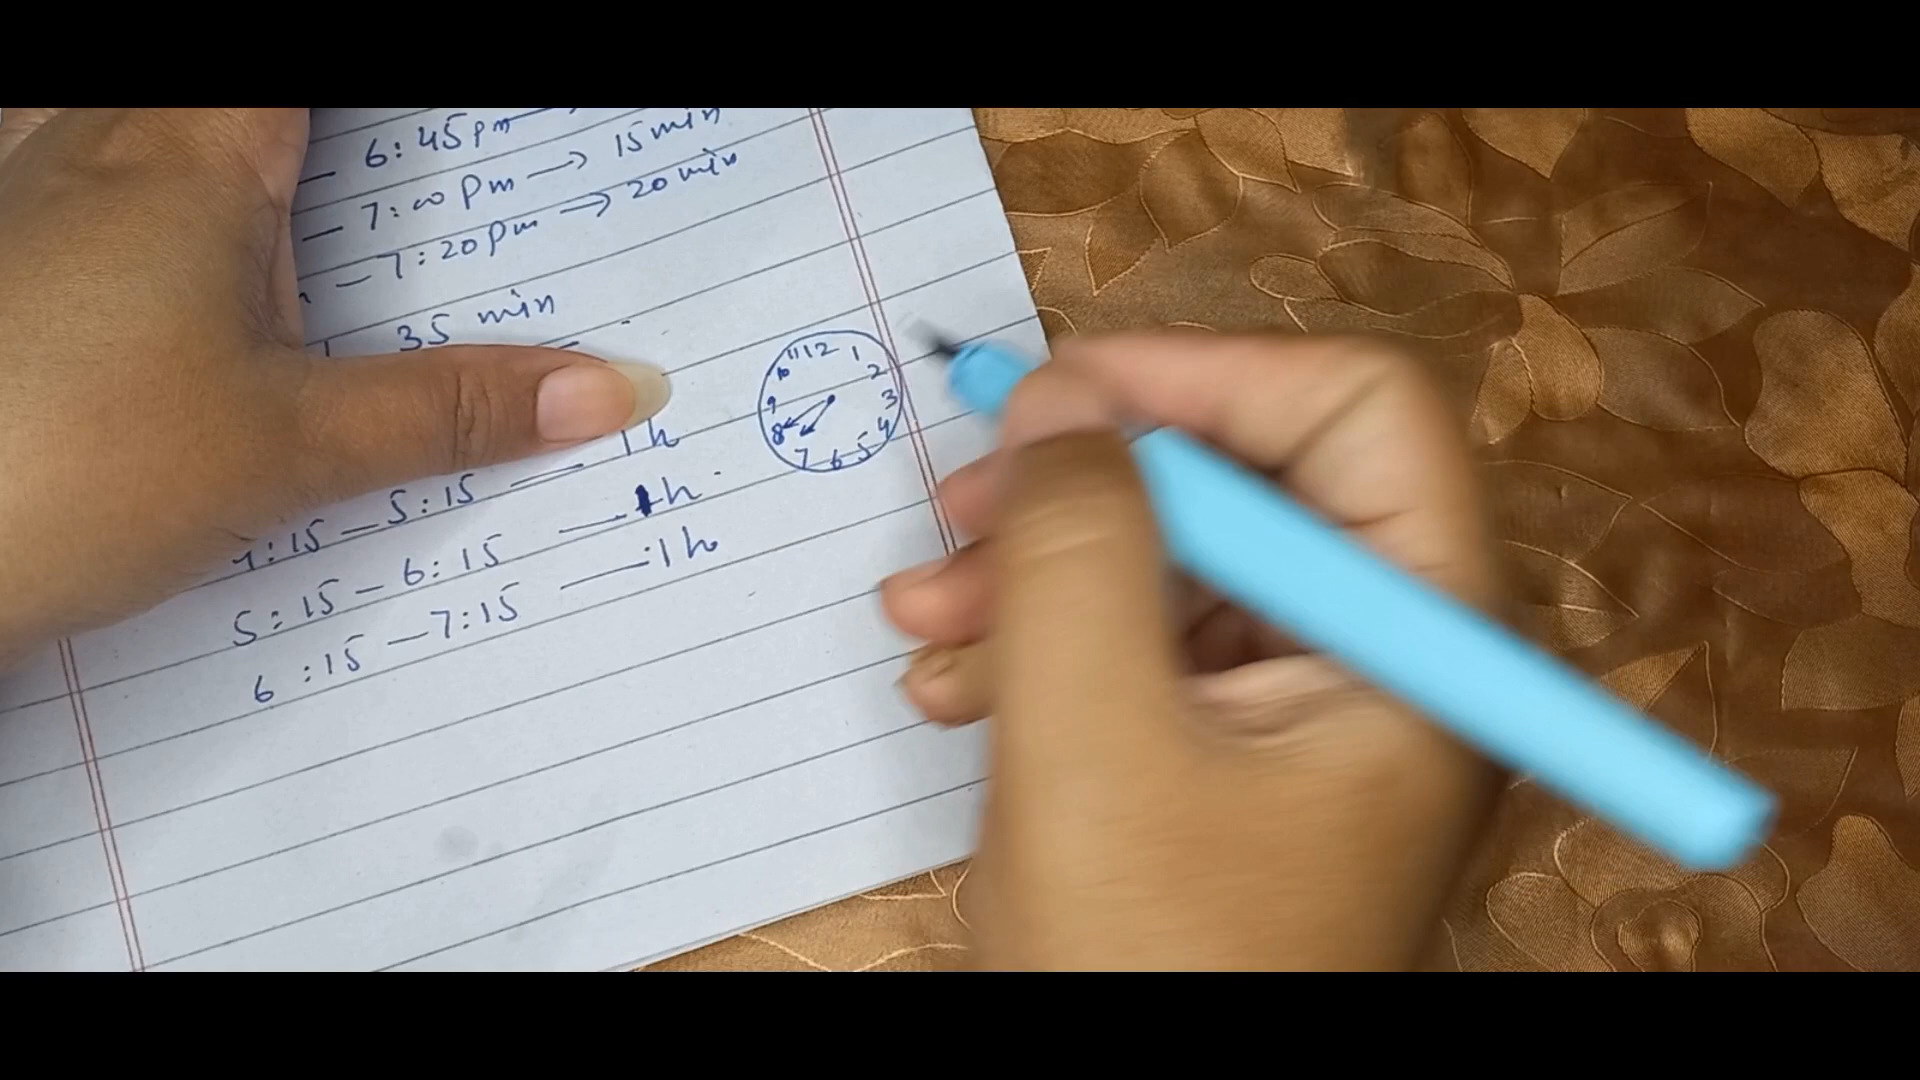 — 6:45 pm →
— 7:00 pm → 15 min
— 7:20 pm → 20 min
35 min
1 h
4:15 – 5:15 —
5:15 – 6:15 — 1h
6:15 – 7:15 — 1h
11 12 1
10 2
9 3
8 4
7 6 5